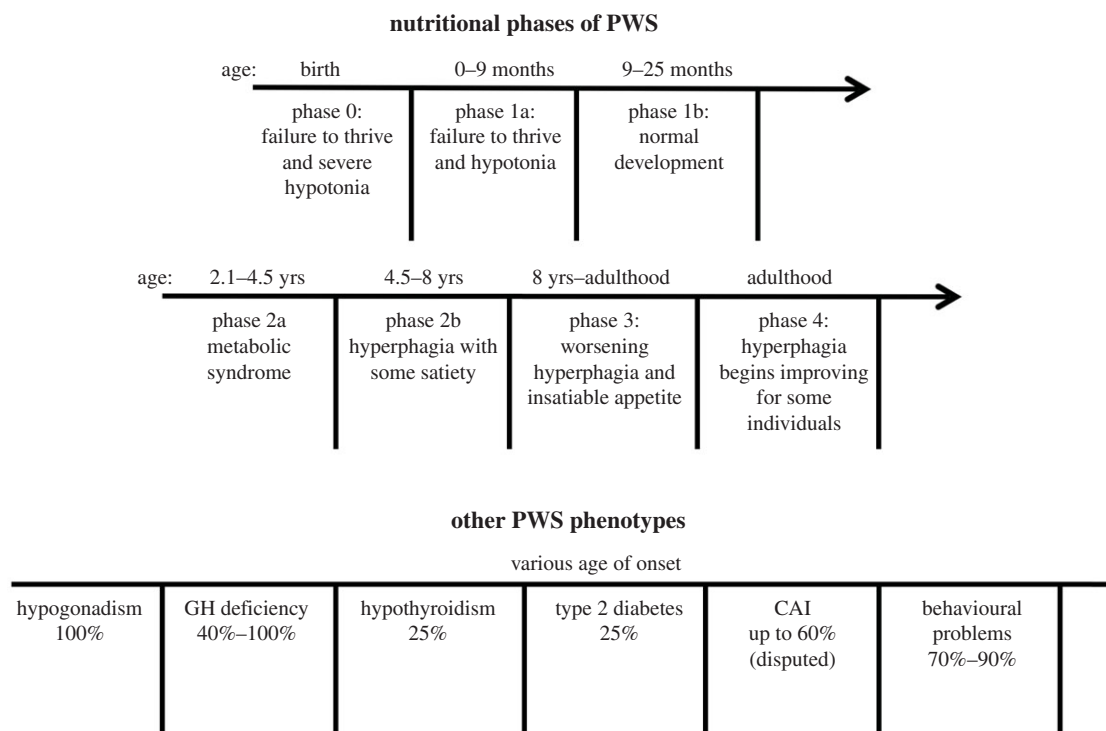 nutritional phases of PWS
age: birth 0–9 months 9–25 months
phase 0: phase 1a: phase 1b:
failure to thrive failure to thrive normal
and severe and hypotonia development
hypotonia
age: 2.1–4.5 yrs 4.5–8 yrs 8 yrs–adulthood adulthood
phase 2a phase 2b phase 3: phase 4:
metabolic hyperphagia with worsening hyperphagia
syndrome some satiety hyperphagia and begins improving
insatiable appetite for some
individuals
other PWS phenotypes
various age of onset
hypogonadism GH deficiency hypothyroidism type 2 diabetes CAI behavioural
100% 40%–100% 25% 25% up to 60% problems
(disputed) 70%–90%